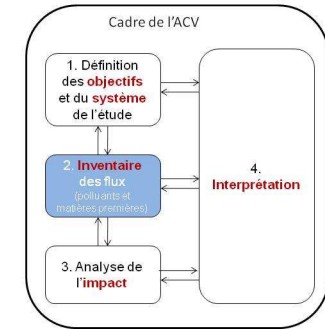 Cadre de l'ACV
1. Définition
des objectifs
et du système
de l'étude
2. Inventaire
des flux
(polluants et
matières premières)
3. Analyse de
l'impact
4.
Interprétation